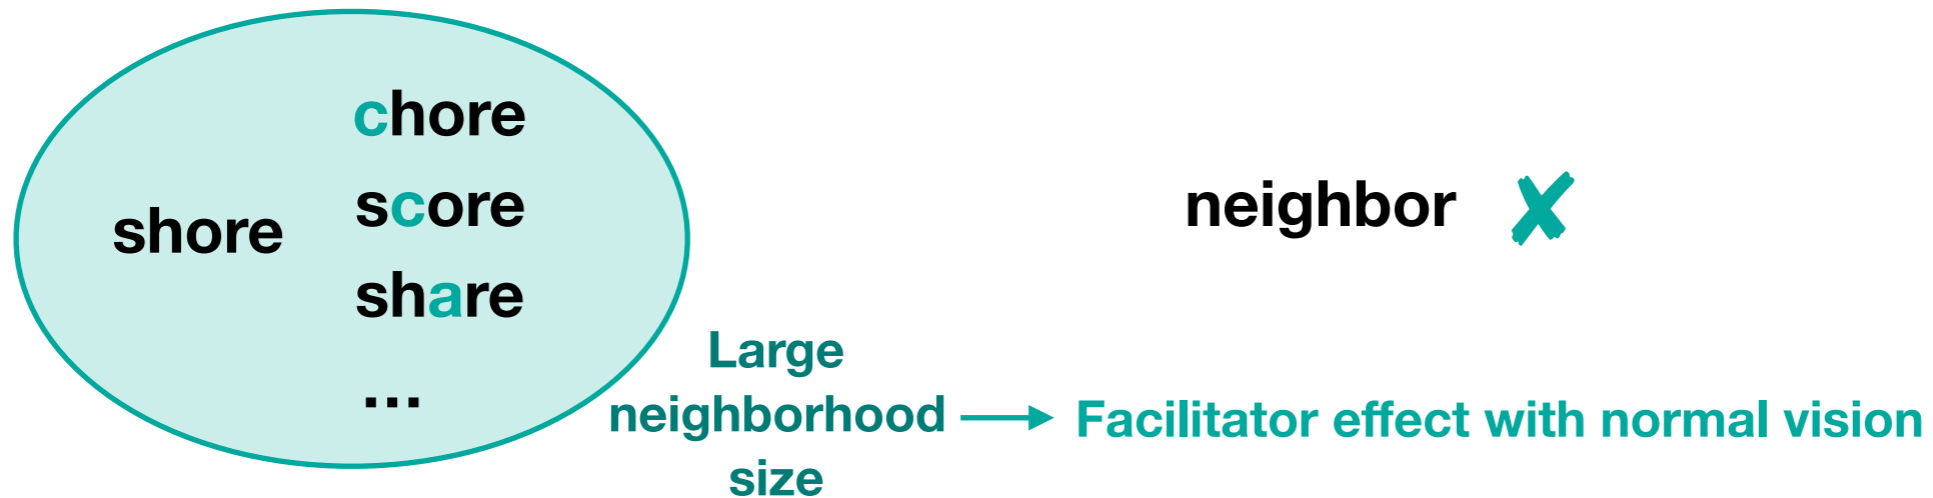 shore
chore
score
share
...
neighbor ✘
Large
neighborhood
size
Facilitator effect with normal vision